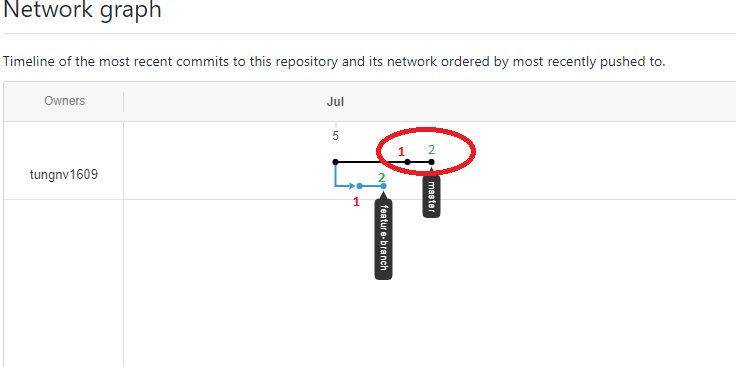 Network graph
Timeline of the most recent commits to this repository and its network ordered by most recently pushed to.
Owners
Jul
5
1
2
tungnv1609
2
master
1
feature-branch